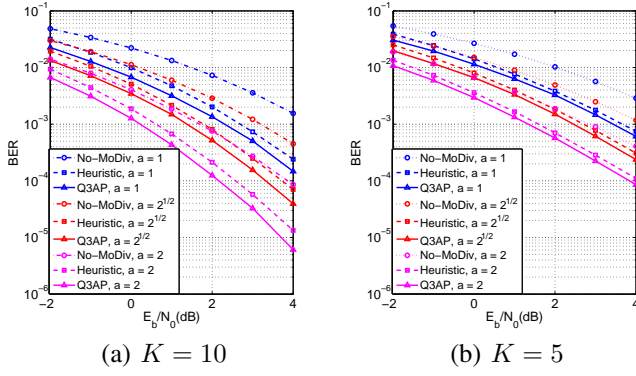 10^−1
10^−2
10^−3
10^−4
10^−5
10^−6
BER
−2
0
2
4
E_b/N_0(dB)
No−MoDiv, a = 1
Heuristic, a = 1
Q3AP, a = 1
No−MoDiv, a = 2^1/2
Heuristic, a = 2^1/2
Q3AP, a = 2^1/2
No−MoDiv, a = 2
Heuristic, a = 2
Q3AP, a = 2
(a) K = 10
10^−1
10^−2
10^−3
10^−4
10^−5
10^−6
BER
−2
0
2
4
E_b/N_0(dB)
No−MoDiv, a = 1
Heuristic, a = 1
Q3AP, a = 1
No−MoDiv, a = 2^1/2
Heuristic, a = 2^1/2
Q3AP, a = 2^1/2
No−MoDiv, a = 2
Heuristic, a = 2
Q3AP, a = 2
(b) K = 5